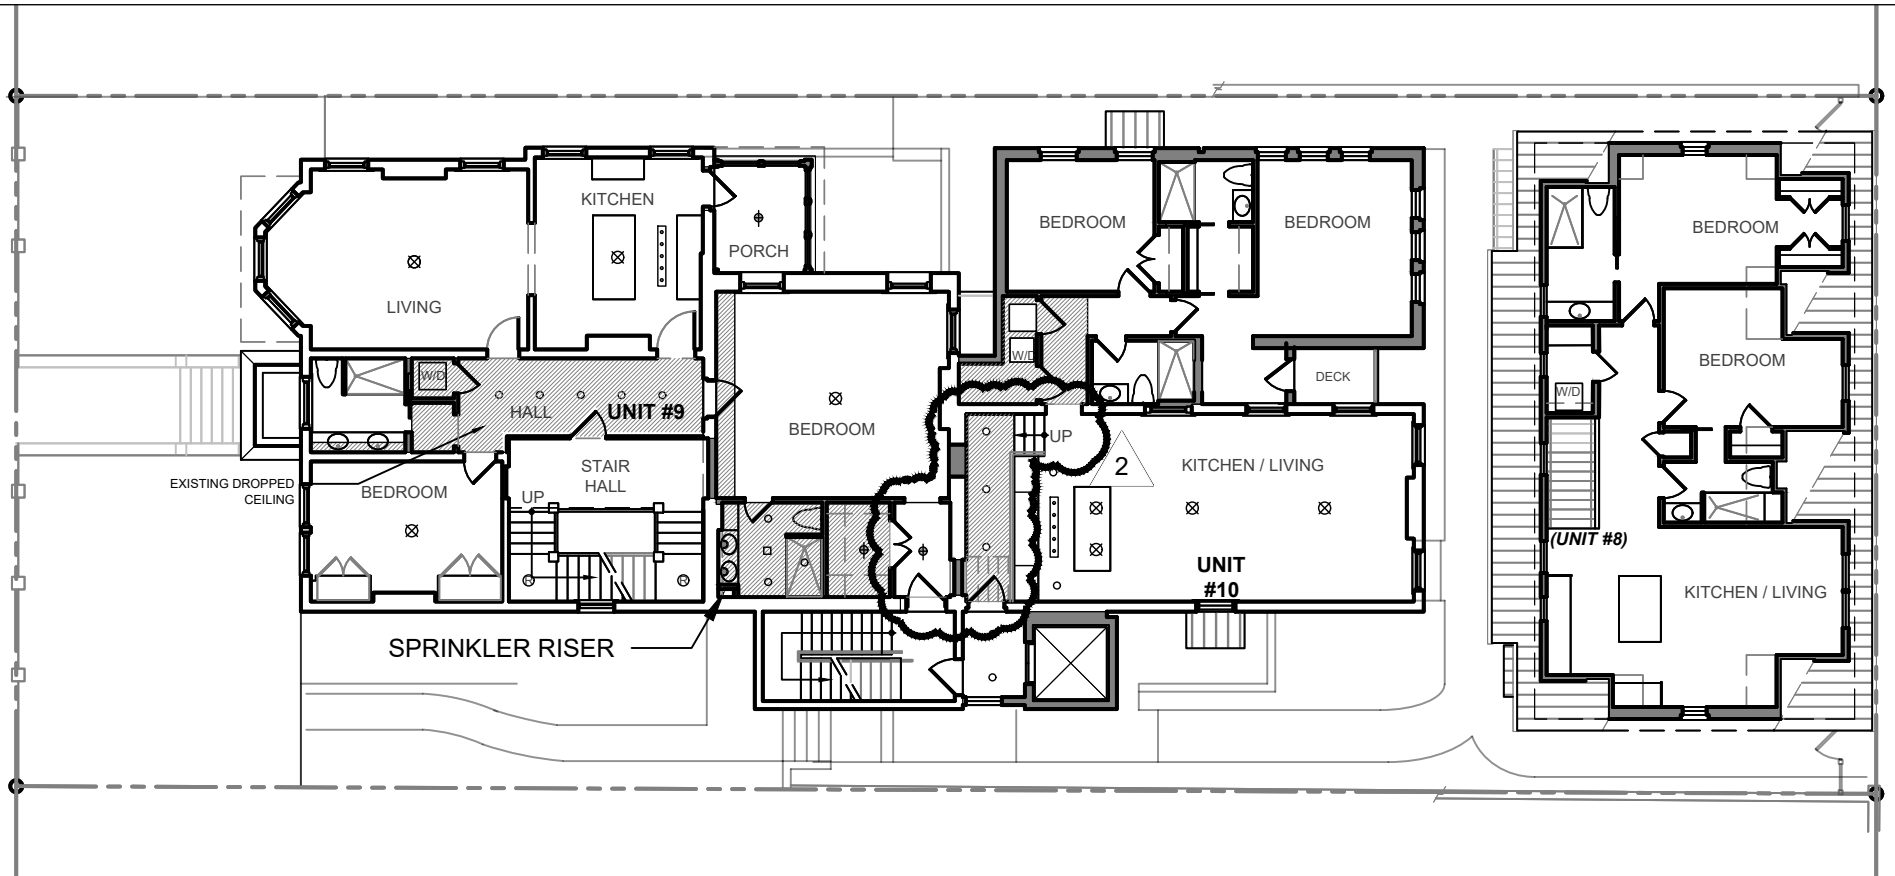 KITCHEN
PORCH
LIVING
BEDROOM
BEDROOM
BEDROOM
W/D
DECK
BEDROOM
W/D
W/D
HALL
UNIT #9
BEDROOM
UP
2
KITCHEN / LIVING
STAIR
HALL
EXISTING DROPPED
CEILING
BEDROOM
UP
R
R
(UNIT #8)
UNIT
#10
KITCHEN / LIVING
SPRINKLER RISER